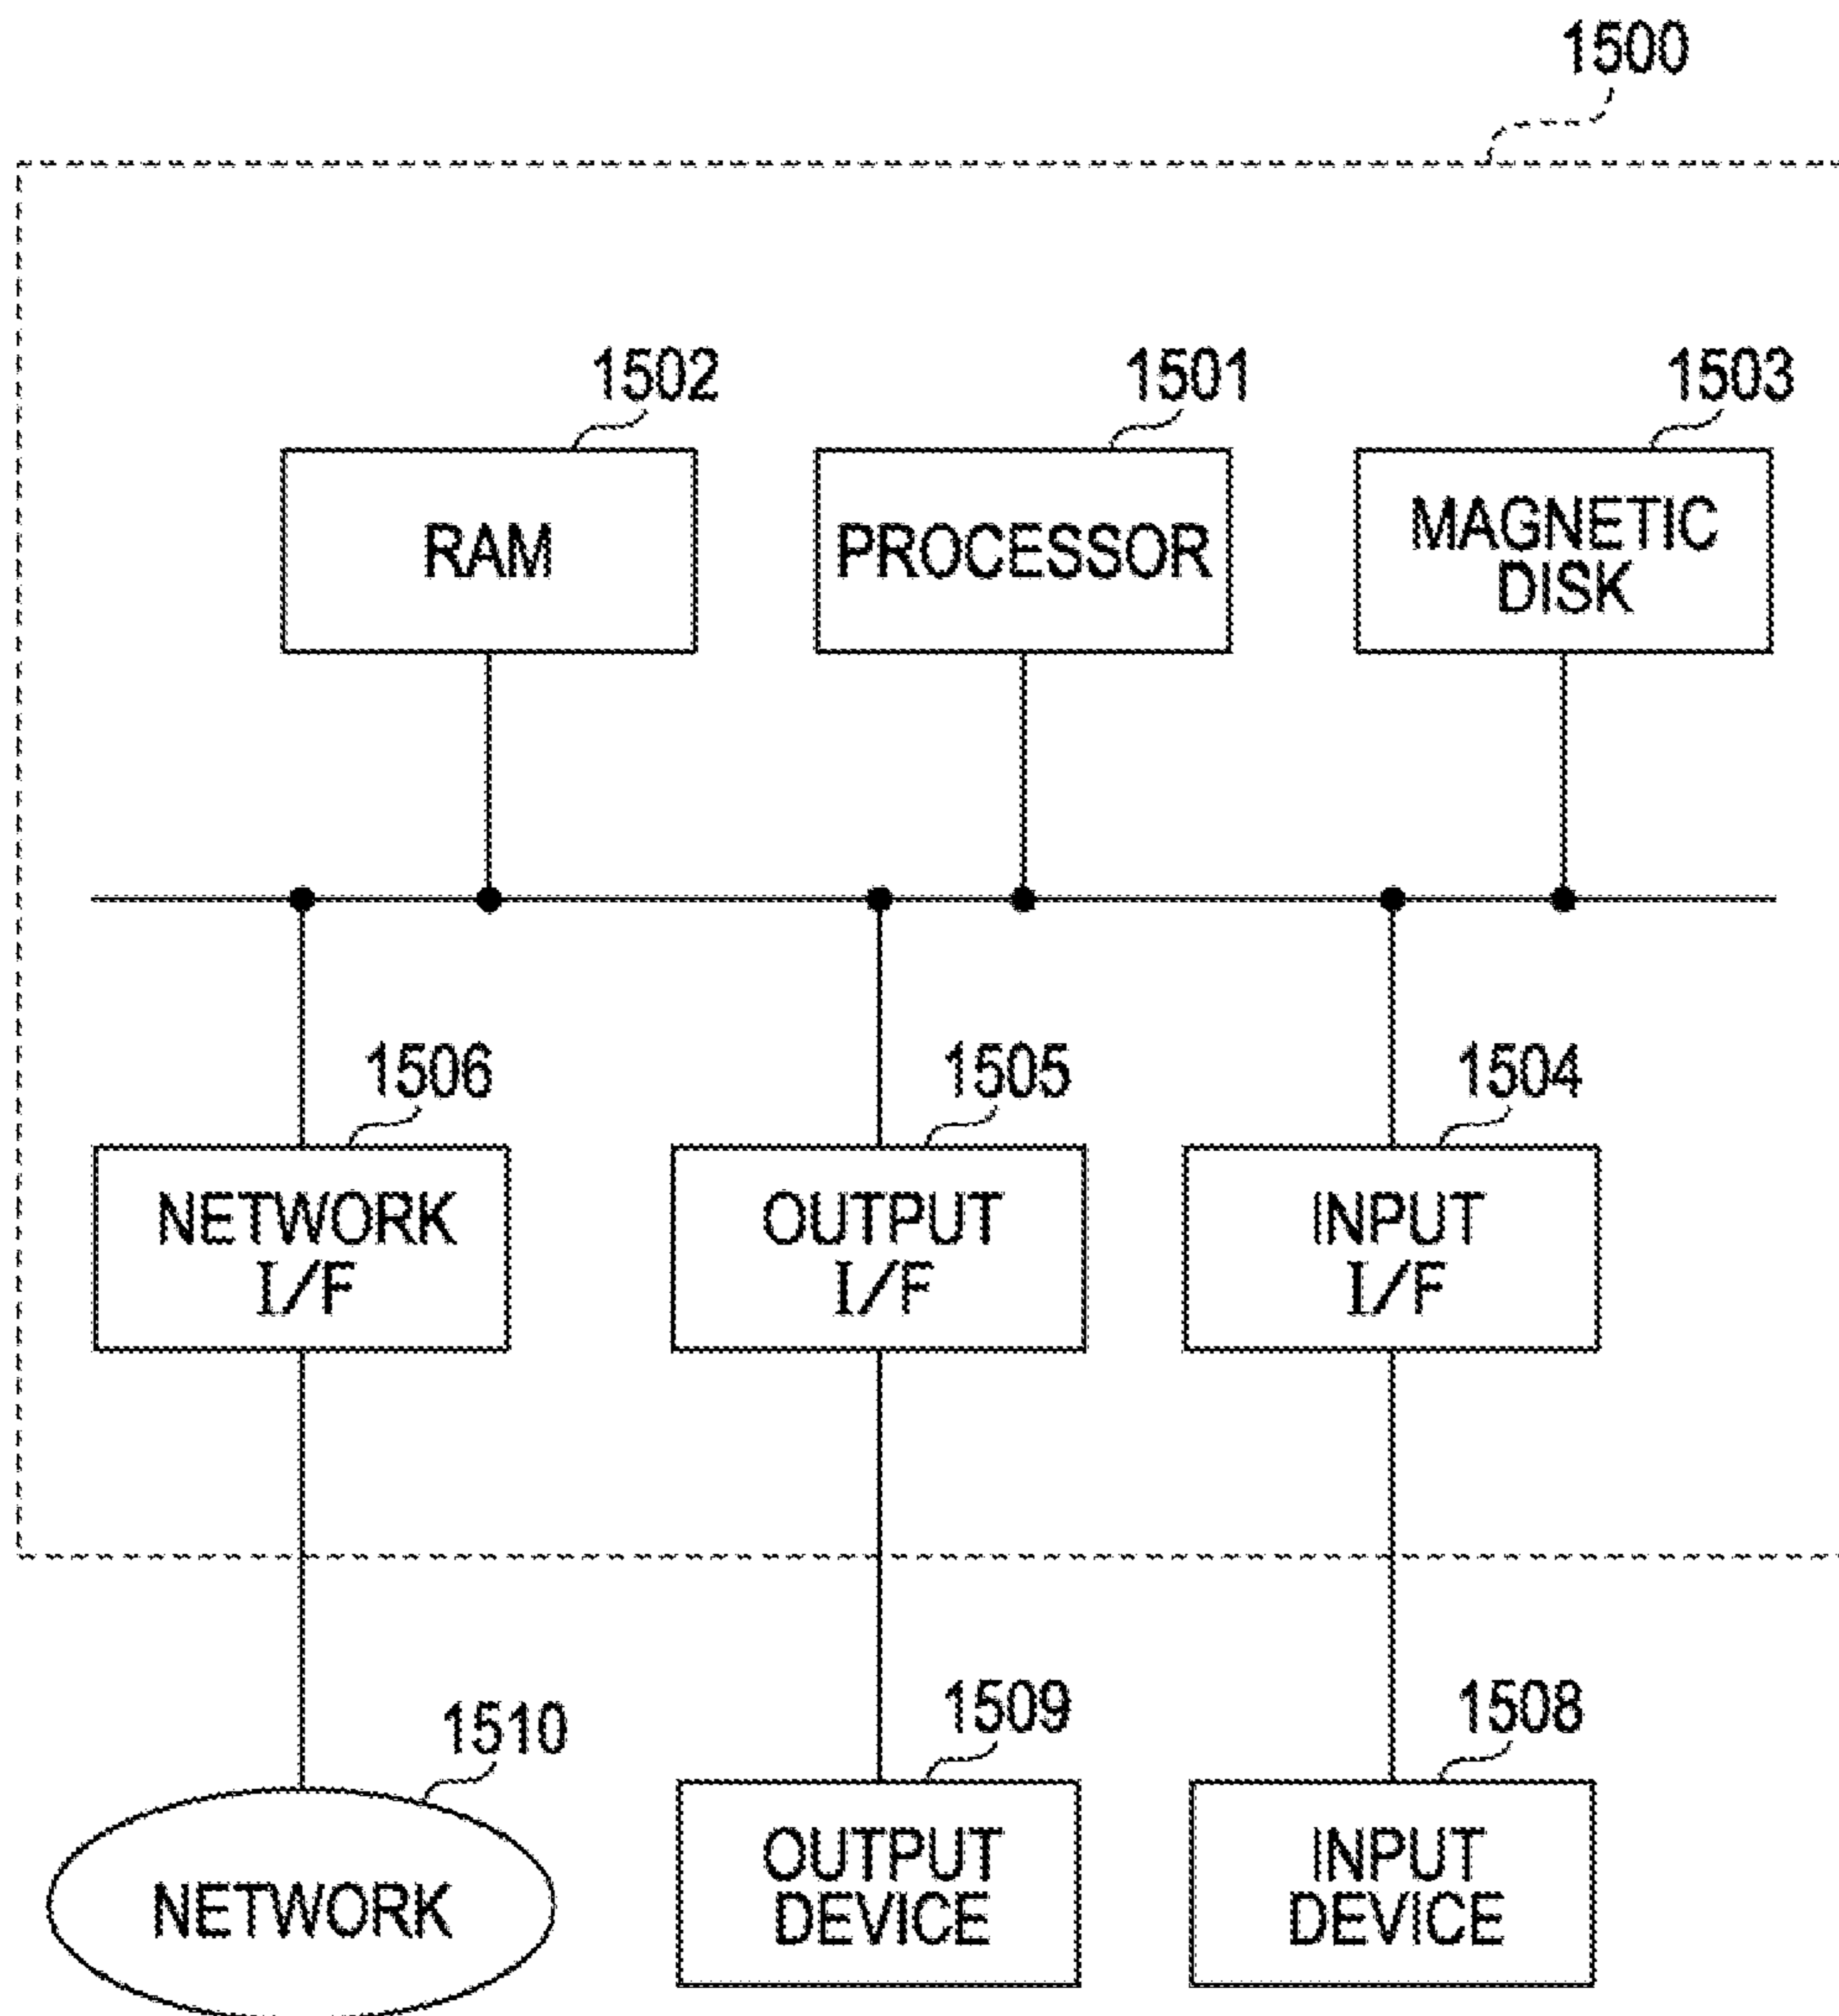 1500
1502
1501
1503
RAM
PROCESSOR
MAGNETIC
DISK
1506
1505
1504
NETWORK
I/F
OUTPUT
I/F
INPUT
I/F
1510
1509
1508
NETWORK
OUTPUT
DEVICE
INPUT
DEVICE